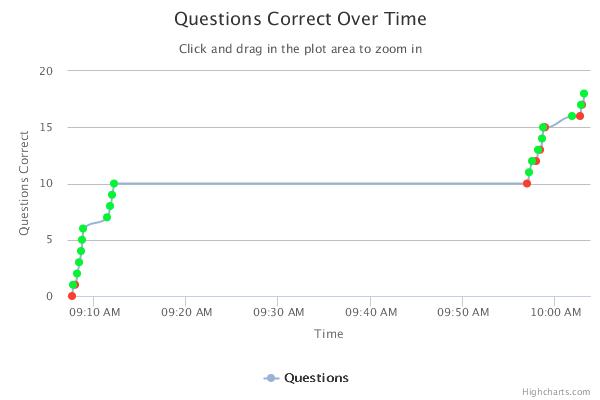 Questions Correct Over Time
Click and drag in the plot area to zoom in
Questions Correct
20
15
10
5
0
09:10 AM 09:20 AM 09:30 AM 09:40 AM 09:50 AM 10:00 AM
Time
Questions
Highcharts.com